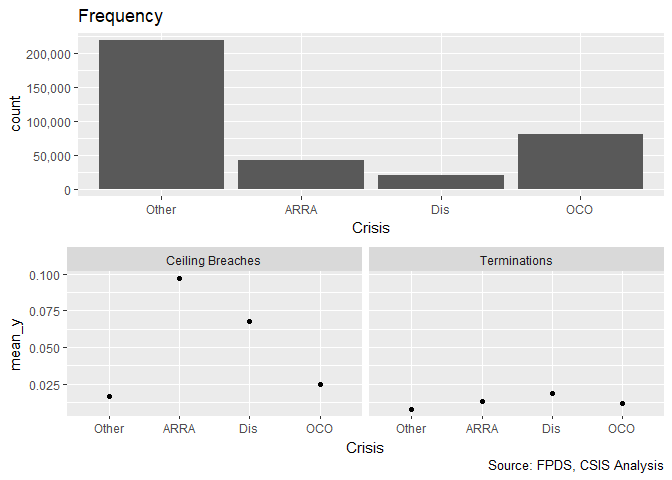 Frequency
200,000
150,000
100,000
50,000
0
count
Other ARRA Dis OCO
Crisis
Ceiling Breaches Terminations
0.100
0.075
0.050
0.025
mean_y
Other ARRA Dis OCO Other ARRA Dis OCO
Crisis
Source: FPDS, CSIS Analysis